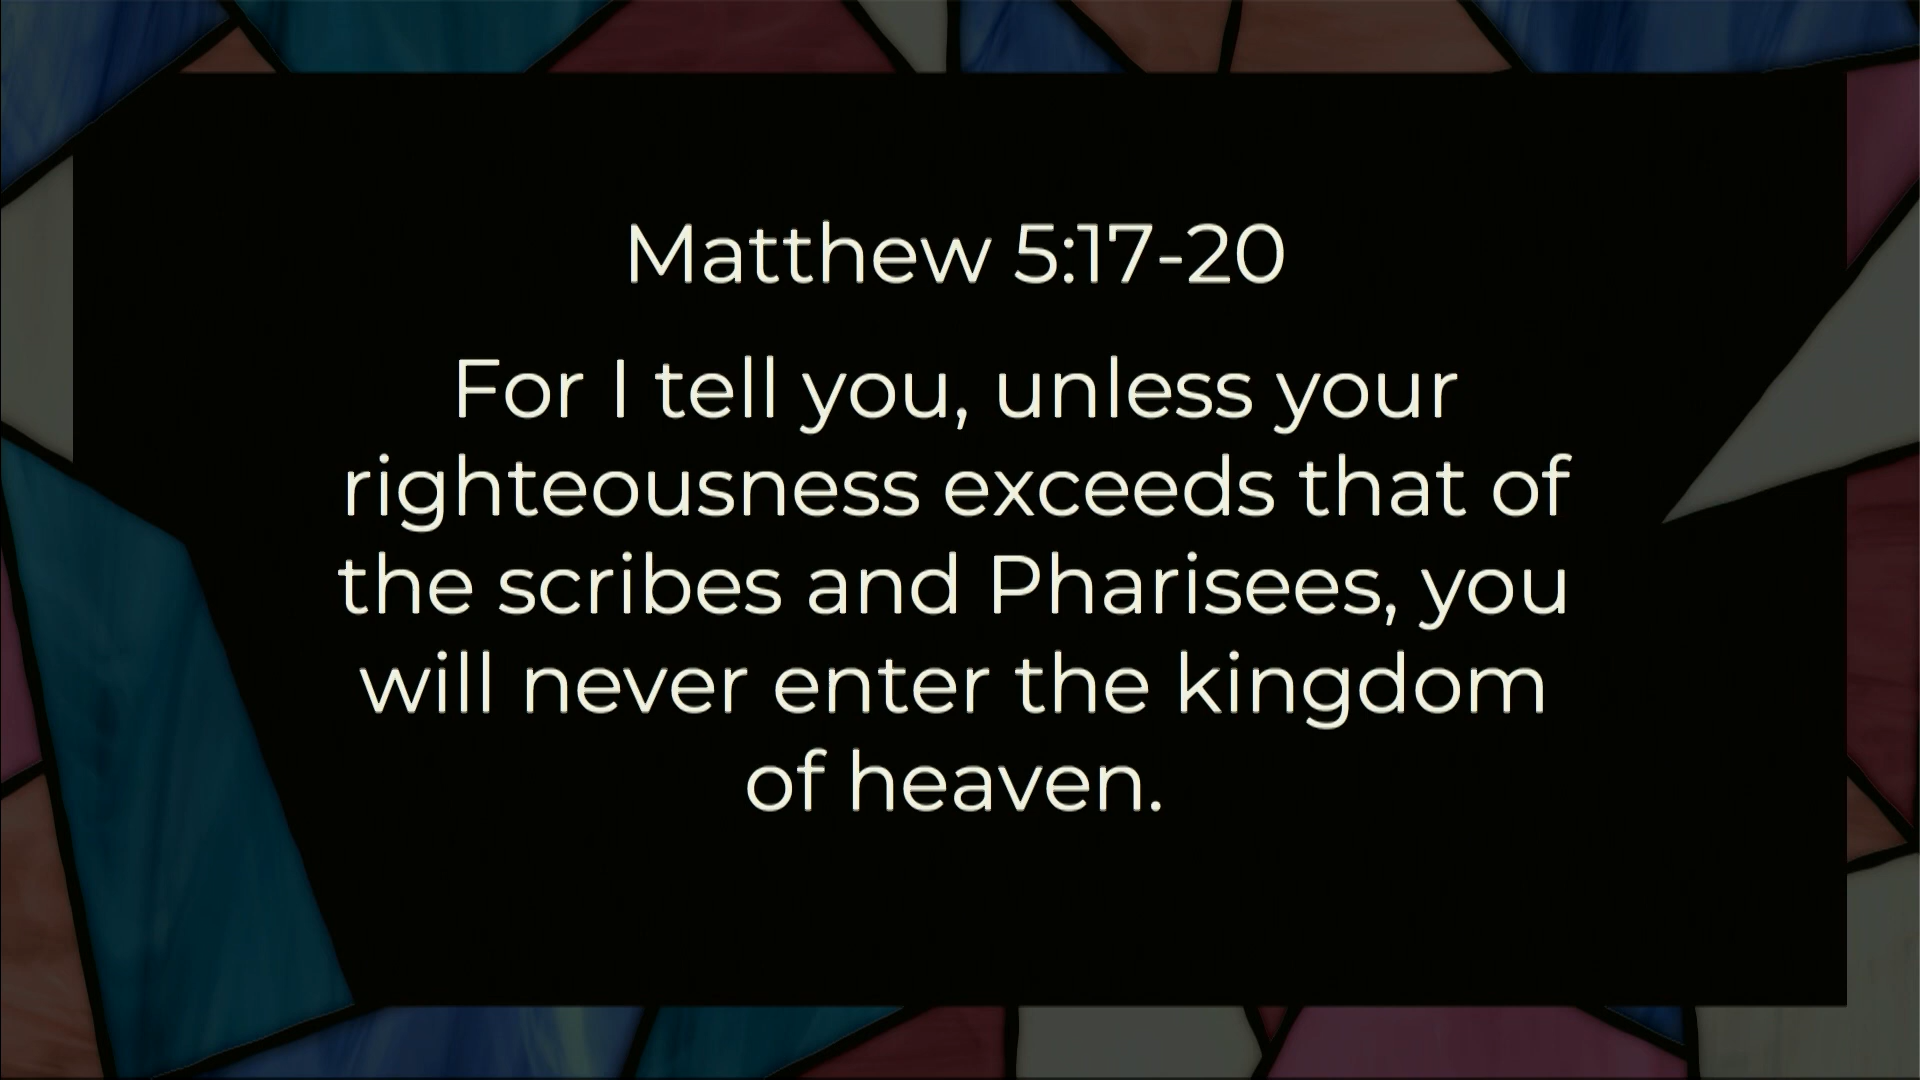 Matthew 5:17-20
For I tell you, unless your
righteousness exceeds that of
the scribes and Pharisees, you
will never enter the kingdom
of heaven.